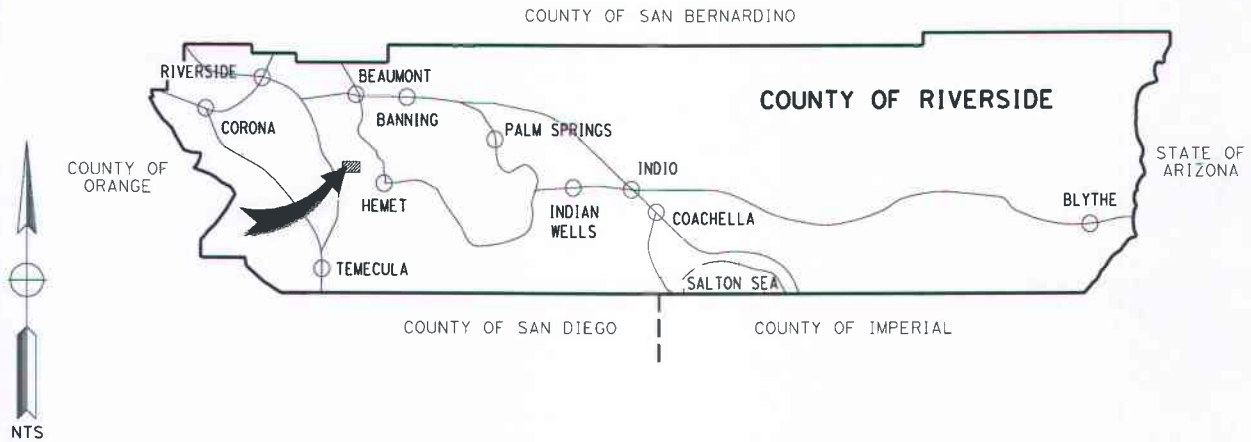 COUNTY OF SAN BERNARDINO
RIVERSIDE
BEAUMONT
COUNTY OF RIVERSIDE
CORONA
BANNING
PALM SPRINGS
STATE OF
ARIZONA
COUNTY OF
ORANGE
INDIO
HEMET
INDIAN
WELLS
COACHELLA
BLYTHE
TEMECULA
SALTON SEA
COUNTY OF SAN DIEGO
COUNTY OF IMPERIAL
NTS